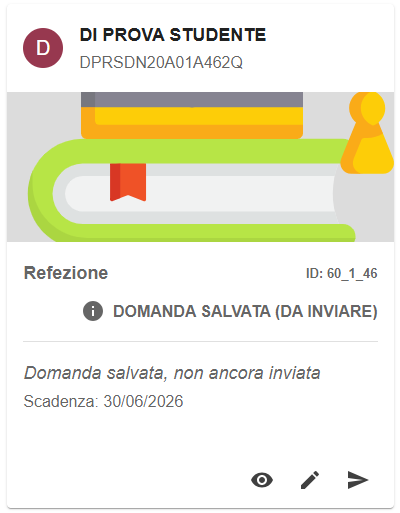 D
DI PROVA STUDENTE
DPRSDN20A01A462Q
Refezione
ID: 60_1_46
DOMANDA SALVATA (DA INVIARE)
Domanda salvata, non ancora inviata
Scadenza: 30/06/2026